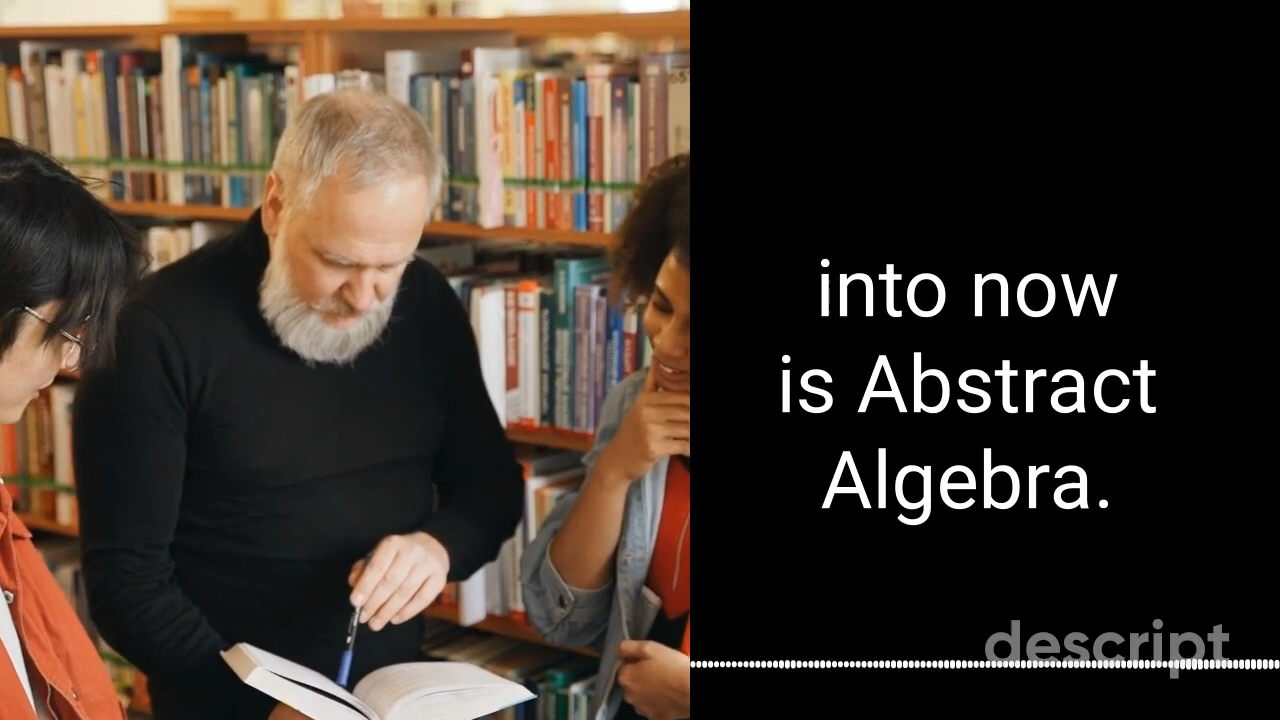 into now
is Abstract
Algebra.
descript